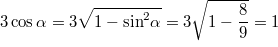 3 cos α = 3√(1 − sin²α) = 3√(1 − 8/9) = 1